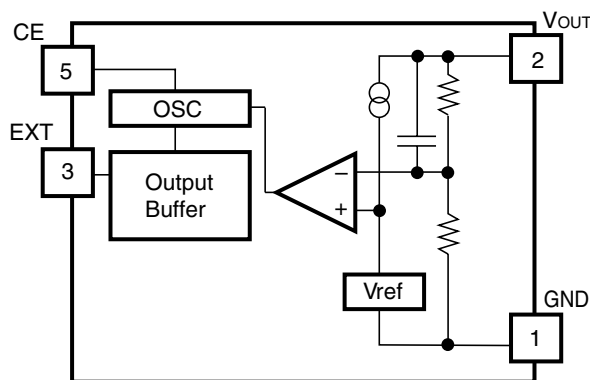 CE
VOUT
5
2
OSC
EXT
3
Output
Buffer
−
+
Vref
GND
1